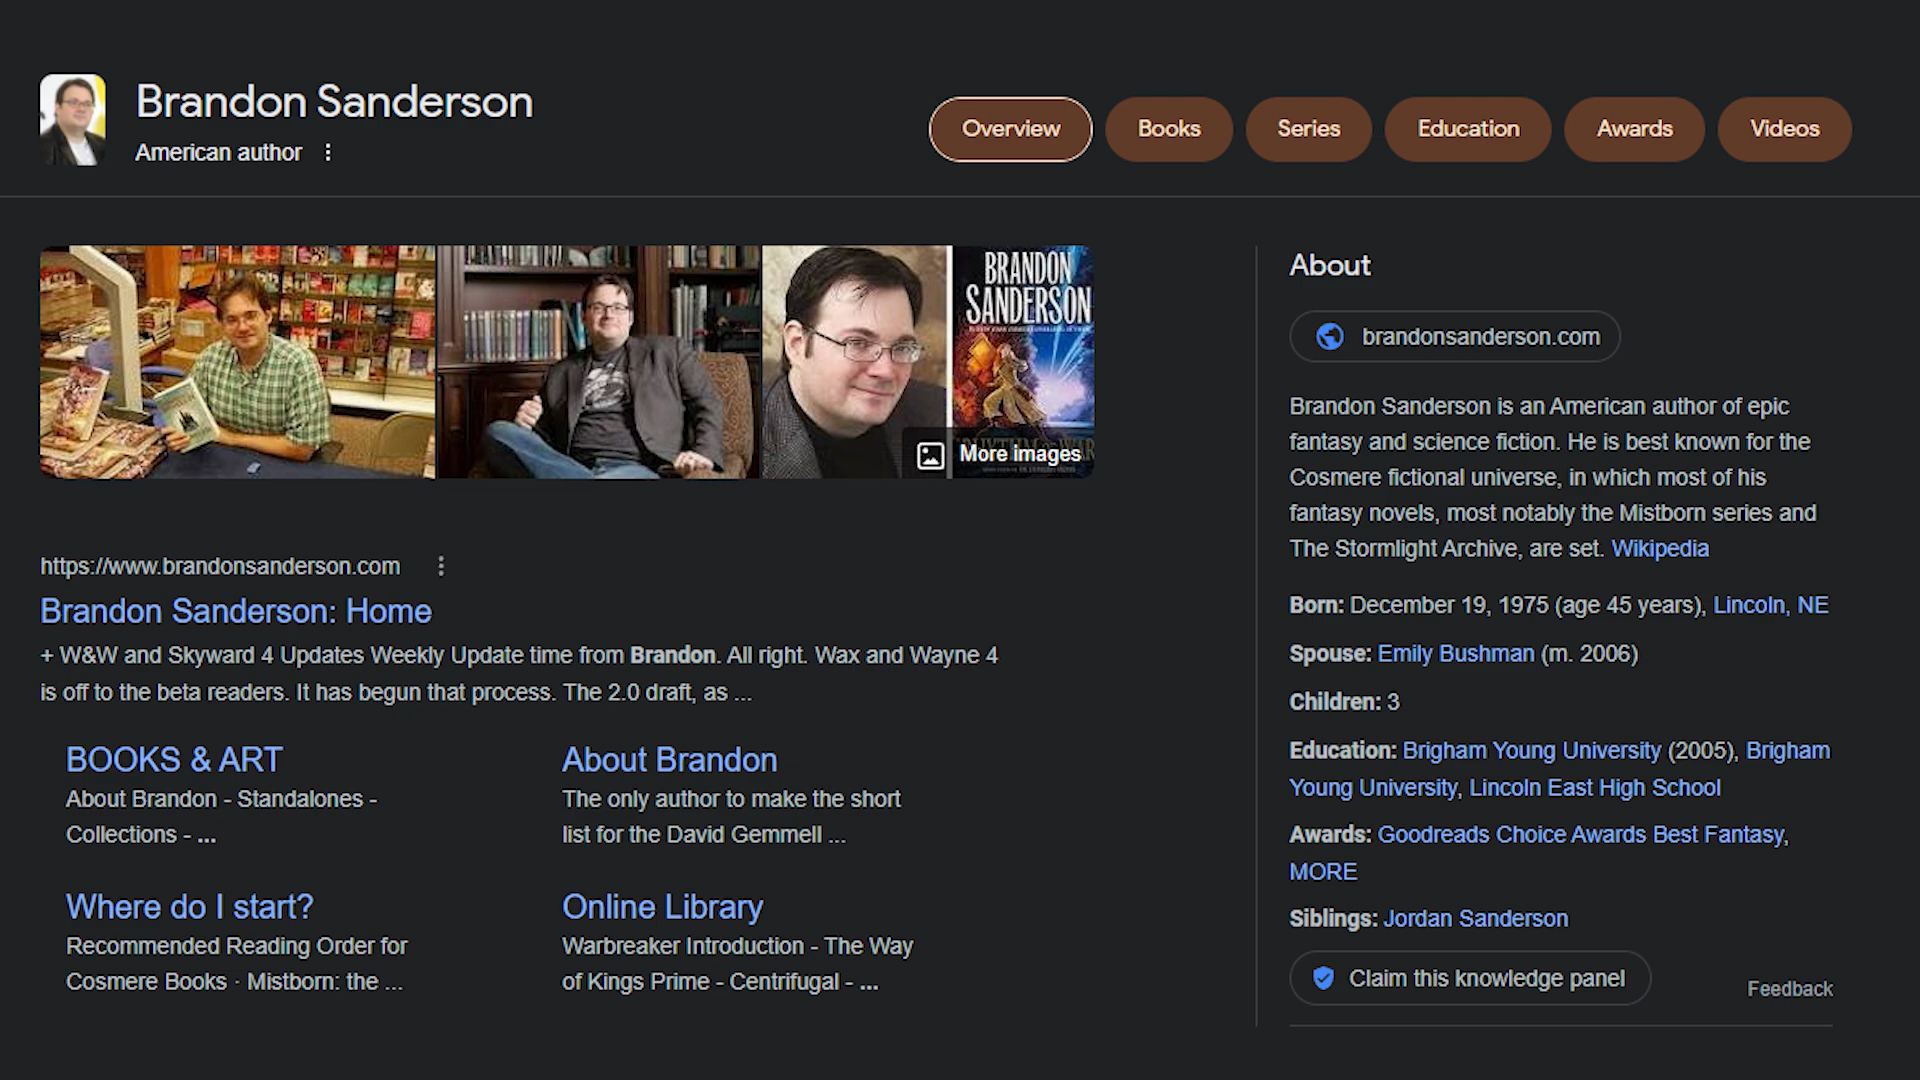 Brandon Sanderson
American author
Overview
Books
Series
Education
Awards
Videos
BRANDON
SANDERSON
More images
https://www.brandonsanderson.com
Brandon Sanderson: Home
+ W&W and Skyward 4 Updates Weekly Update time from Brandon. All right. Wax and Wayne 4
is off to the beta readers. It has begun that process. The 2.0 draft, as ...
BOOKS & ART
About Brandon - Standalones -
Collections - ...
About Brandon
The only author to make the short
list for the David Gemmell ...
Where do I start?
Recommended Reading Order for
Cosmere Books · Mistborn: the ...
Online Library
Warbreaker Introduction - The Way
of Kings Prime - Centrifugal - ...
About
brandonsanderson.com
Brandon Sanderson is an American author of epic
fantasy and science fiction. He is best known for the
Cosmere fictional universe, in which most of his
fantasy novels, most notably the Mistborn series and
The Stormlight Archive, are set. Wikipedia
Born: December 19, 1975 (age 45 years), Lincoln, NE
Spouse: Emily Bushman (m. 2006)
Children: 3
Education: Brigham Young University (2005), Brigham
Young University, Lincoln East High School
Awards: Goodreads Choice Awards Best Fantasy,
MORE
Siblings: Jordan Sanderson
Claim this knowledge panel
Feedback